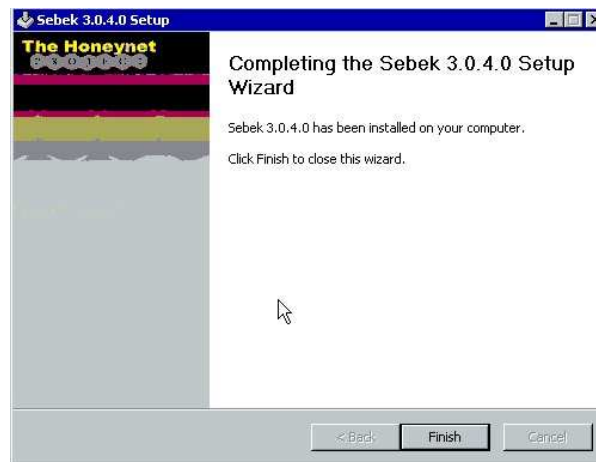 Sebek 3.0.4.0 Setup
The Honeynet
PROJECT
Completing the Sebek 3.0.4.0 Setup
Wizard
Sebek 3.0.4.0 has been installed on your computer.
Click Finish to close this wizard.
< Back
Finish
Cancel